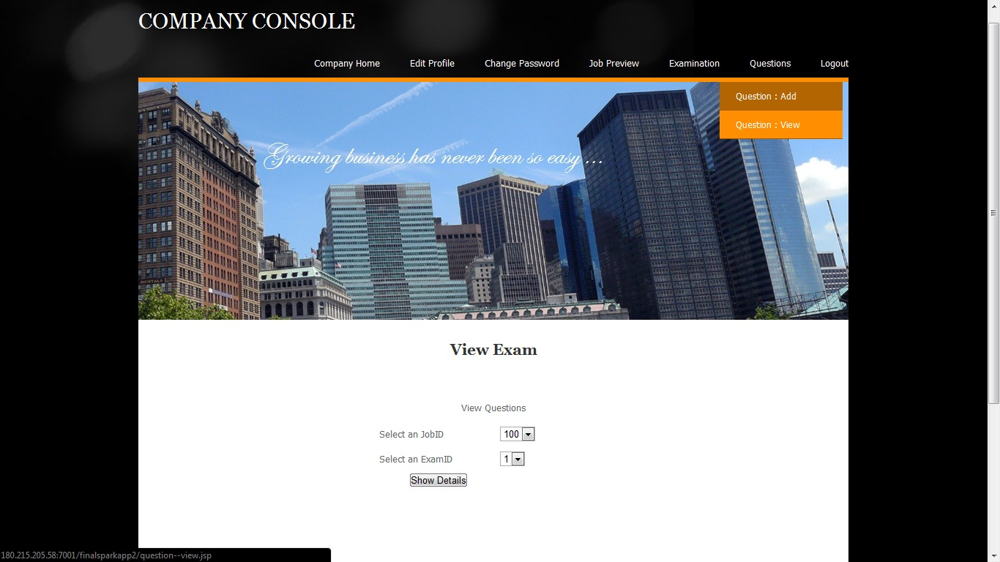 COMPANY CONSOLE
Company Home Edit Profile Change Password Job Preview Examination Questions Logout
Question : Add
Question : View
Growing business has never been so easy ...
RENTALS
View Exam
View Questions
Select an JobID 100
Select an ExamID 1
Show Details
180.215.205.58:7001/finalsparkapp2/question--view.jsp